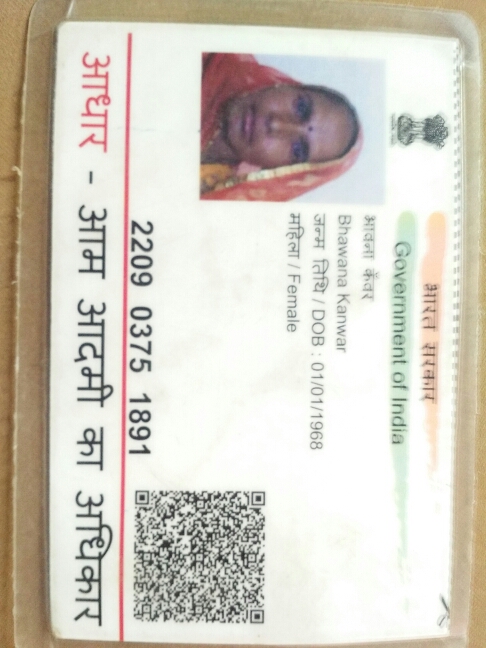 भारत सरकार
Government of India
भावना कँवर
Bhawana Kanwar
जन्म तिथि / DOB : 01/01/1968
महिला / Female
2209 0375 1891
आधार - आम आदमी का अधिकार